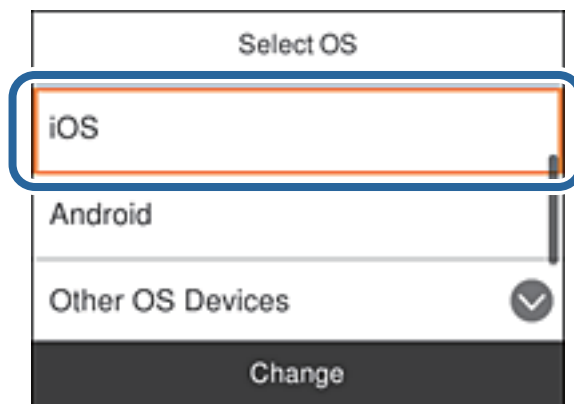 Select OS
iOS
Android
Other OS Devices
Change